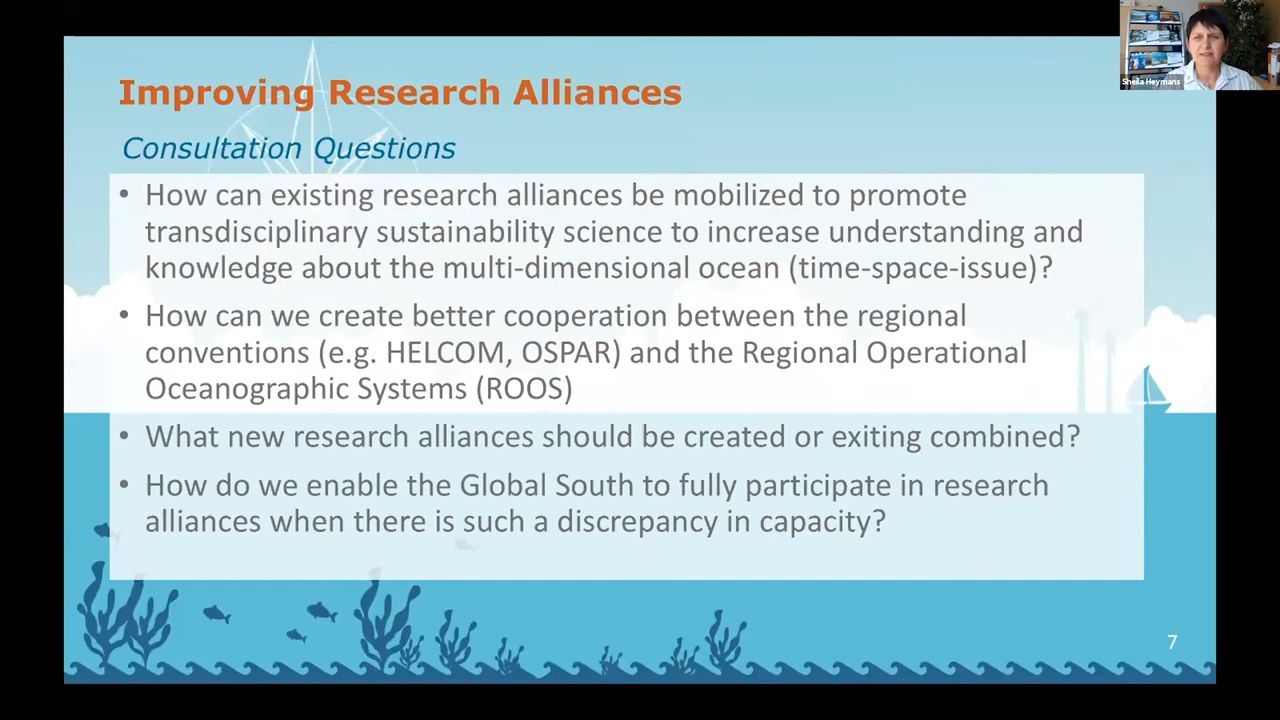 Sheila Heymans
Improving Research Alliances
Consultation Questions
• How can existing research alliances be mobilized to promote
transdisciplinary sustainability science to increase understanding and
knowledge about the multi-dimensional ocean (time-space-issue)?
• How can we create better cooperation between the regional
conventions (e.g. HELCOM, OSPAR) and the Regional Operational
Oceanographic Systems (ROOS)
• What new research alliances should be created or exiting combined?
• How do we enable the Global South to fully participate in research
alliances when there is such a discrepancy in capacity?
7